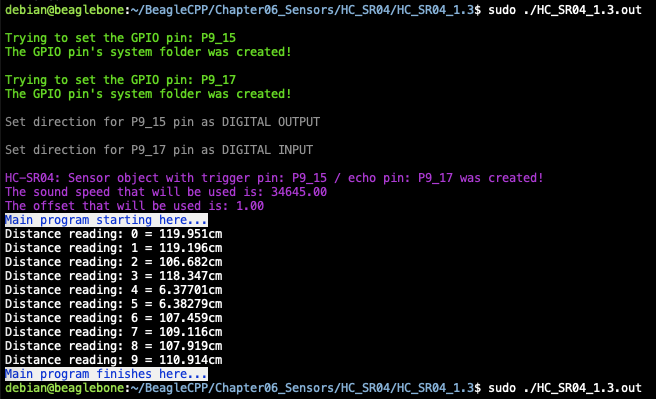 debian@beaglebone:~/BeagleCPP/Chapter06_Sensors/HC_SR04/HC_SR04_1.3$ sudo ./HC_SR04_1.3.out
Trying to set the GPIO pin: P9_15
The GPIO pin's system folder was created!
Trying to set the GPIO pin: P9_17
The GPIO pin's system folder was created!
Set direction for P9_15 pin as DIGITAL OUTPUT
Set direction for P9_17 pin as DIGITAL INPUT
HC-SR04: Sensor object with trigger pin: P9_15 / echo pin: P9_17 was created!
The sound speed that will be used is: 34645.00
The offset that will be used is: 1.00
Main program starting here...
Distance reading: 0 = 119.951cm
Distance reading: 1 = 119.196cm
Distance reading: 2 = 106.682cm
Distance reading: 3 = 118.347cm
Distance reading: 4 = 6.37701cm
Distance reading: 5 = 6.38279cm
Distance reading: 6 = 107.459cm
Distance reading: 7 = 109.116cm
Distance reading: 8 = 107.919cm
Distance reading: 9 = 110.914cm
Main program finishes here...
debian@beaglebone:~/BeagleCPP/Chapter06_Sensors/HC_SR04/HC_SR04_1.3$ sudo ./HC_SR04_1.3.out